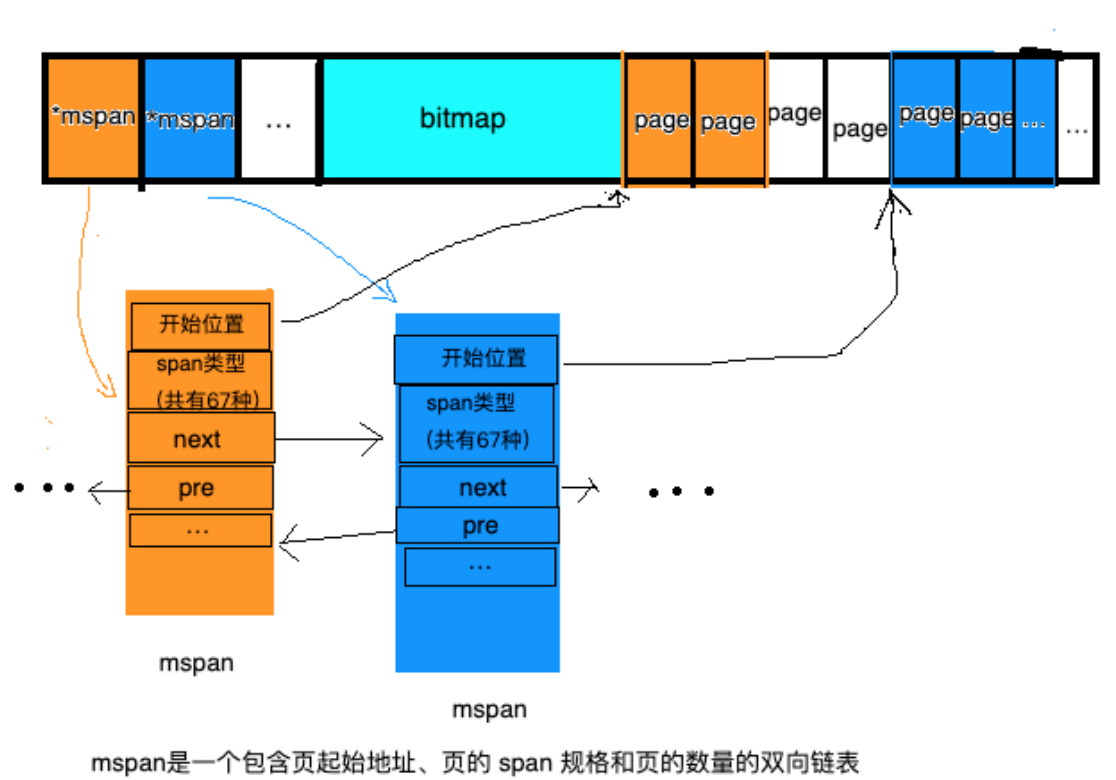 *mspan *mspan … bitmap page page page page page page … …
开始位置
span类型
（共有67种）
next
pre
…
mspan
开始位置
span类型
（共有67种）
next
pre
…
mspan
mspan是一个包含页起始地址、页的 span 规格和页的数量的双向链表